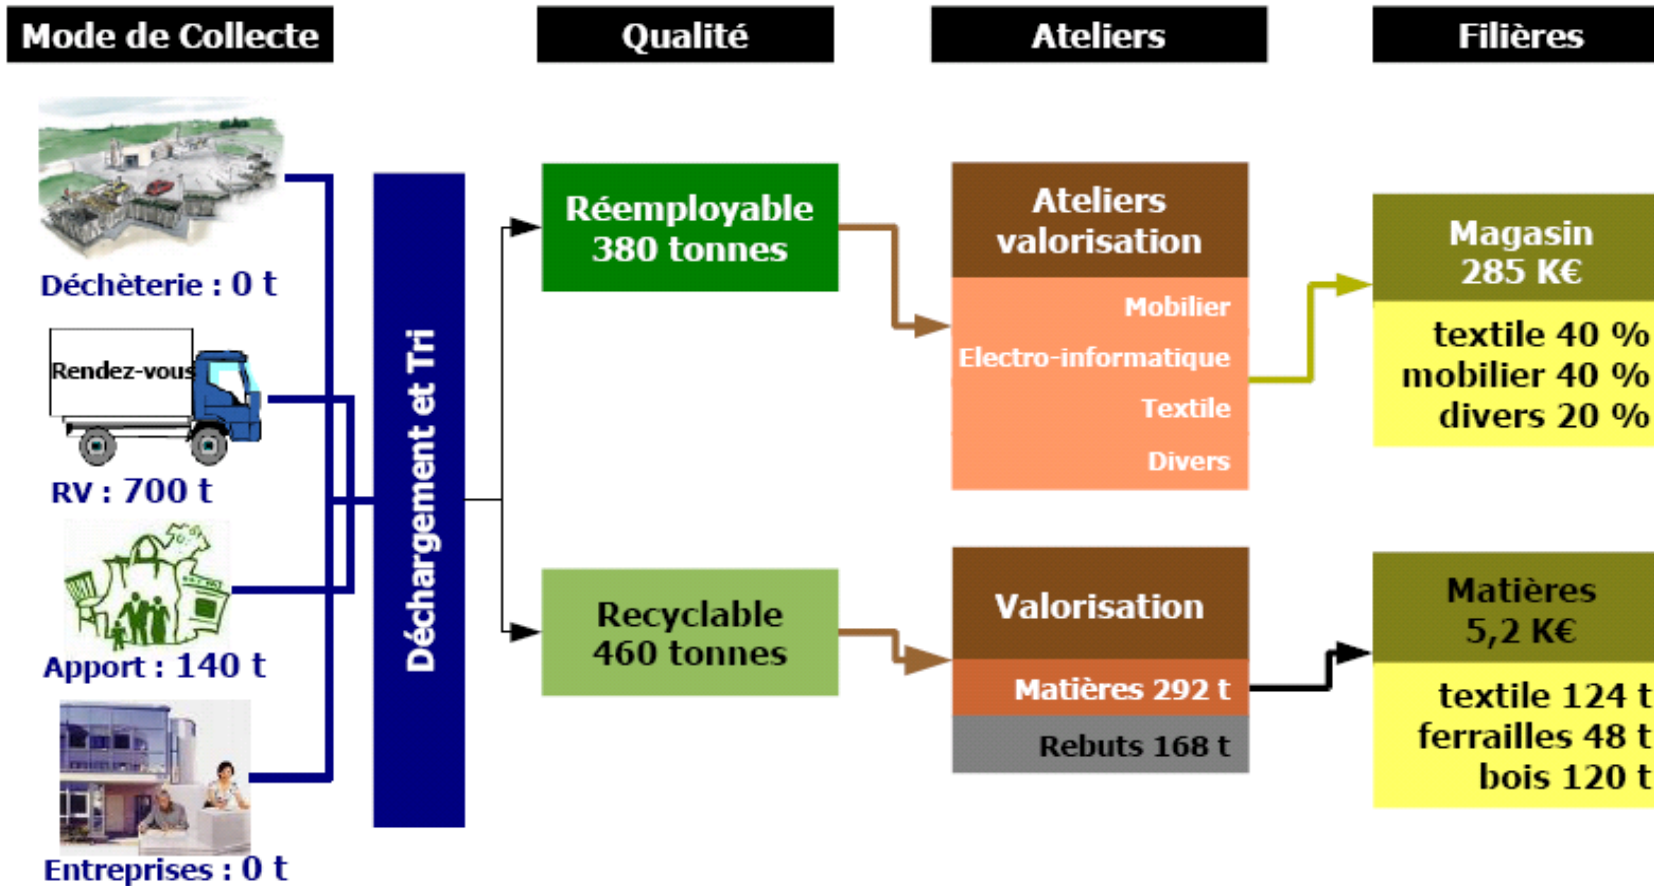 Mode de Collecte
Qualité
Ateliers
Filières
Déchèterie : 0 t
Rendez-vous
RV : 700 t
Apport : 140 t
Entreprises : 0 t
Déchargement et Tri
Réemployable
380 tonnes
Recyclable
460 tonnes
Ateliers
valorisation
Mobilier
Electro-informatique
Textile
Divers
Valorisation
Matières 292 t
Rebuts 168 t
Magasin
285 K€
textile 40 %
mobilier 40 %
divers 20 %
Matières
5,2 K€
textile 124 t
ferrailles 48 t
bois 120 t